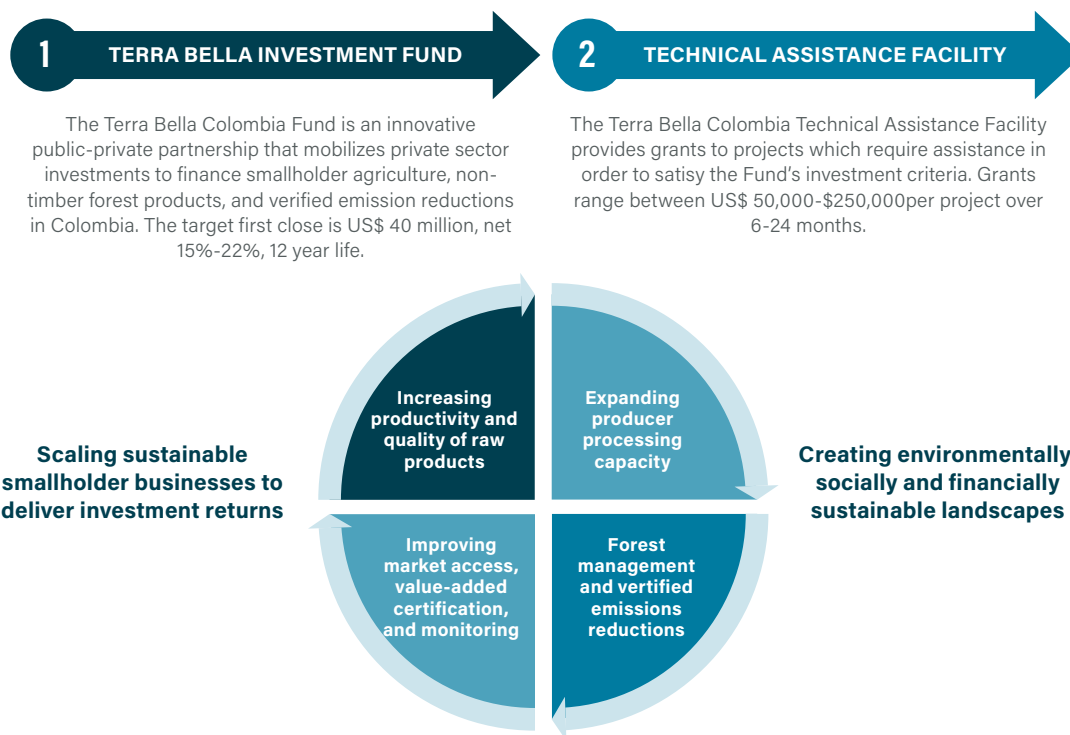 1
TERRA BELLA INVESTMENT FUND
The Terra Bella Colombia Fund is an innovative
public-private partnership that mobilizes private sector
investments to finance smallholder agriculture, non-
timber forest products, and verified emission reductions
in Colombia. The target first close is US$ 40 million, net
15%-22%, 12 year life.
2
TECHNICAL ASSISTANCE FACILITY
The Terra Bella Colombia Technical Assistance Facility
provides grants to projects which require assistance in
order to satisy the Fund's investment criteria. Grants
range between US$ 50,000-$250,000per project over
6-24 months.
Scaling sustainable
smallholder businesses to
deliver investment returns
Increasing
productivity and
quality of raw
products
Expanding
producer
processing
capacity
Improving
market access,
value-added
certification,
and monitoring
Forest
management
and vertified
emissions
reductions
Creating environmentally
socially and financially
sustainable landscapes